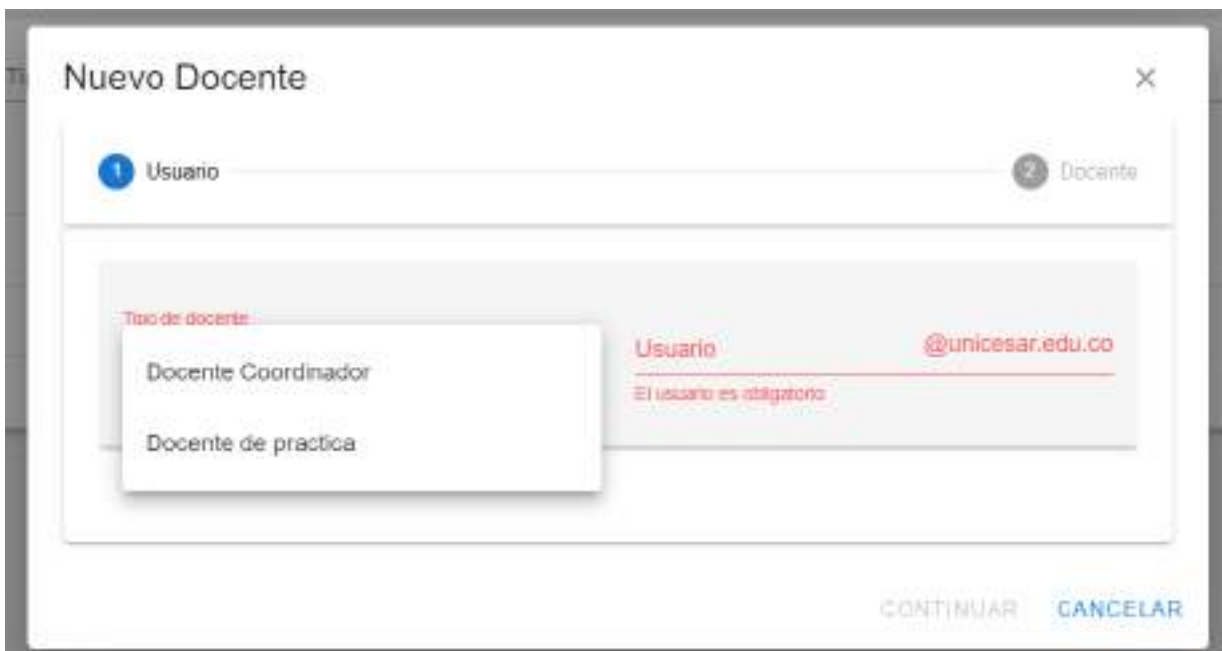 Nuevo Docente
1 Usuario
2 Docente
Tipo de docente
Docente Coordinador
Docente de practica
Usuario @unicesar.edu.co
El usuario es obligatorio
CONTINUAR CANCELAR